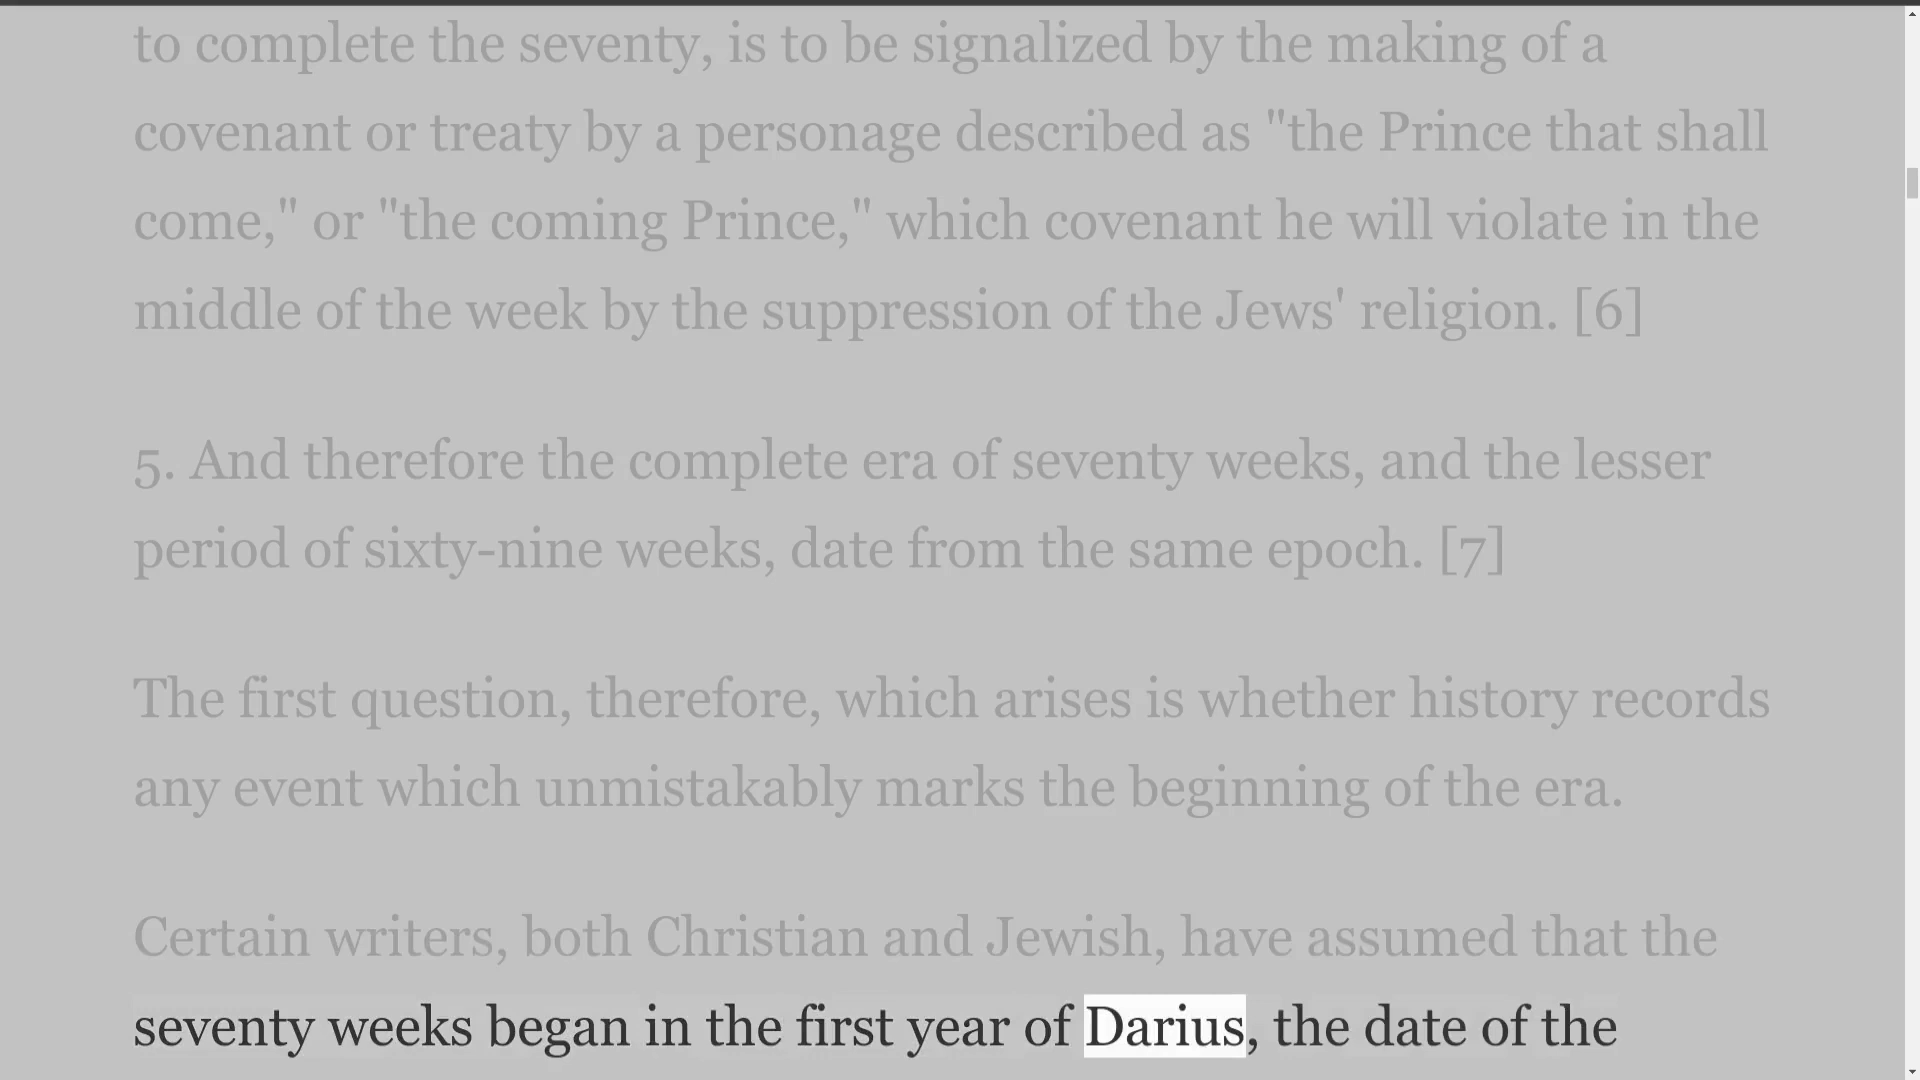 to complete the seventy, is to be signalized by the making of a
covenant or treaty by a personage described as "the Prince that shall
come," or "the coming Prince," which covenant he will violate in the
middle of the week by the suppression of the Jews' religion. [6]
5. And therefore the complete era of seventy weeks, and the lesser
period of sixty-nine weeks, date from the same epoch. [7]
The first question, therefore, which arises is whether history records
any event which unmistakably marks the beginning of the era.
Certain writers, both Christian and Jewish, have assumed that the
seventy weeks began in the first year of Darius, the date of the